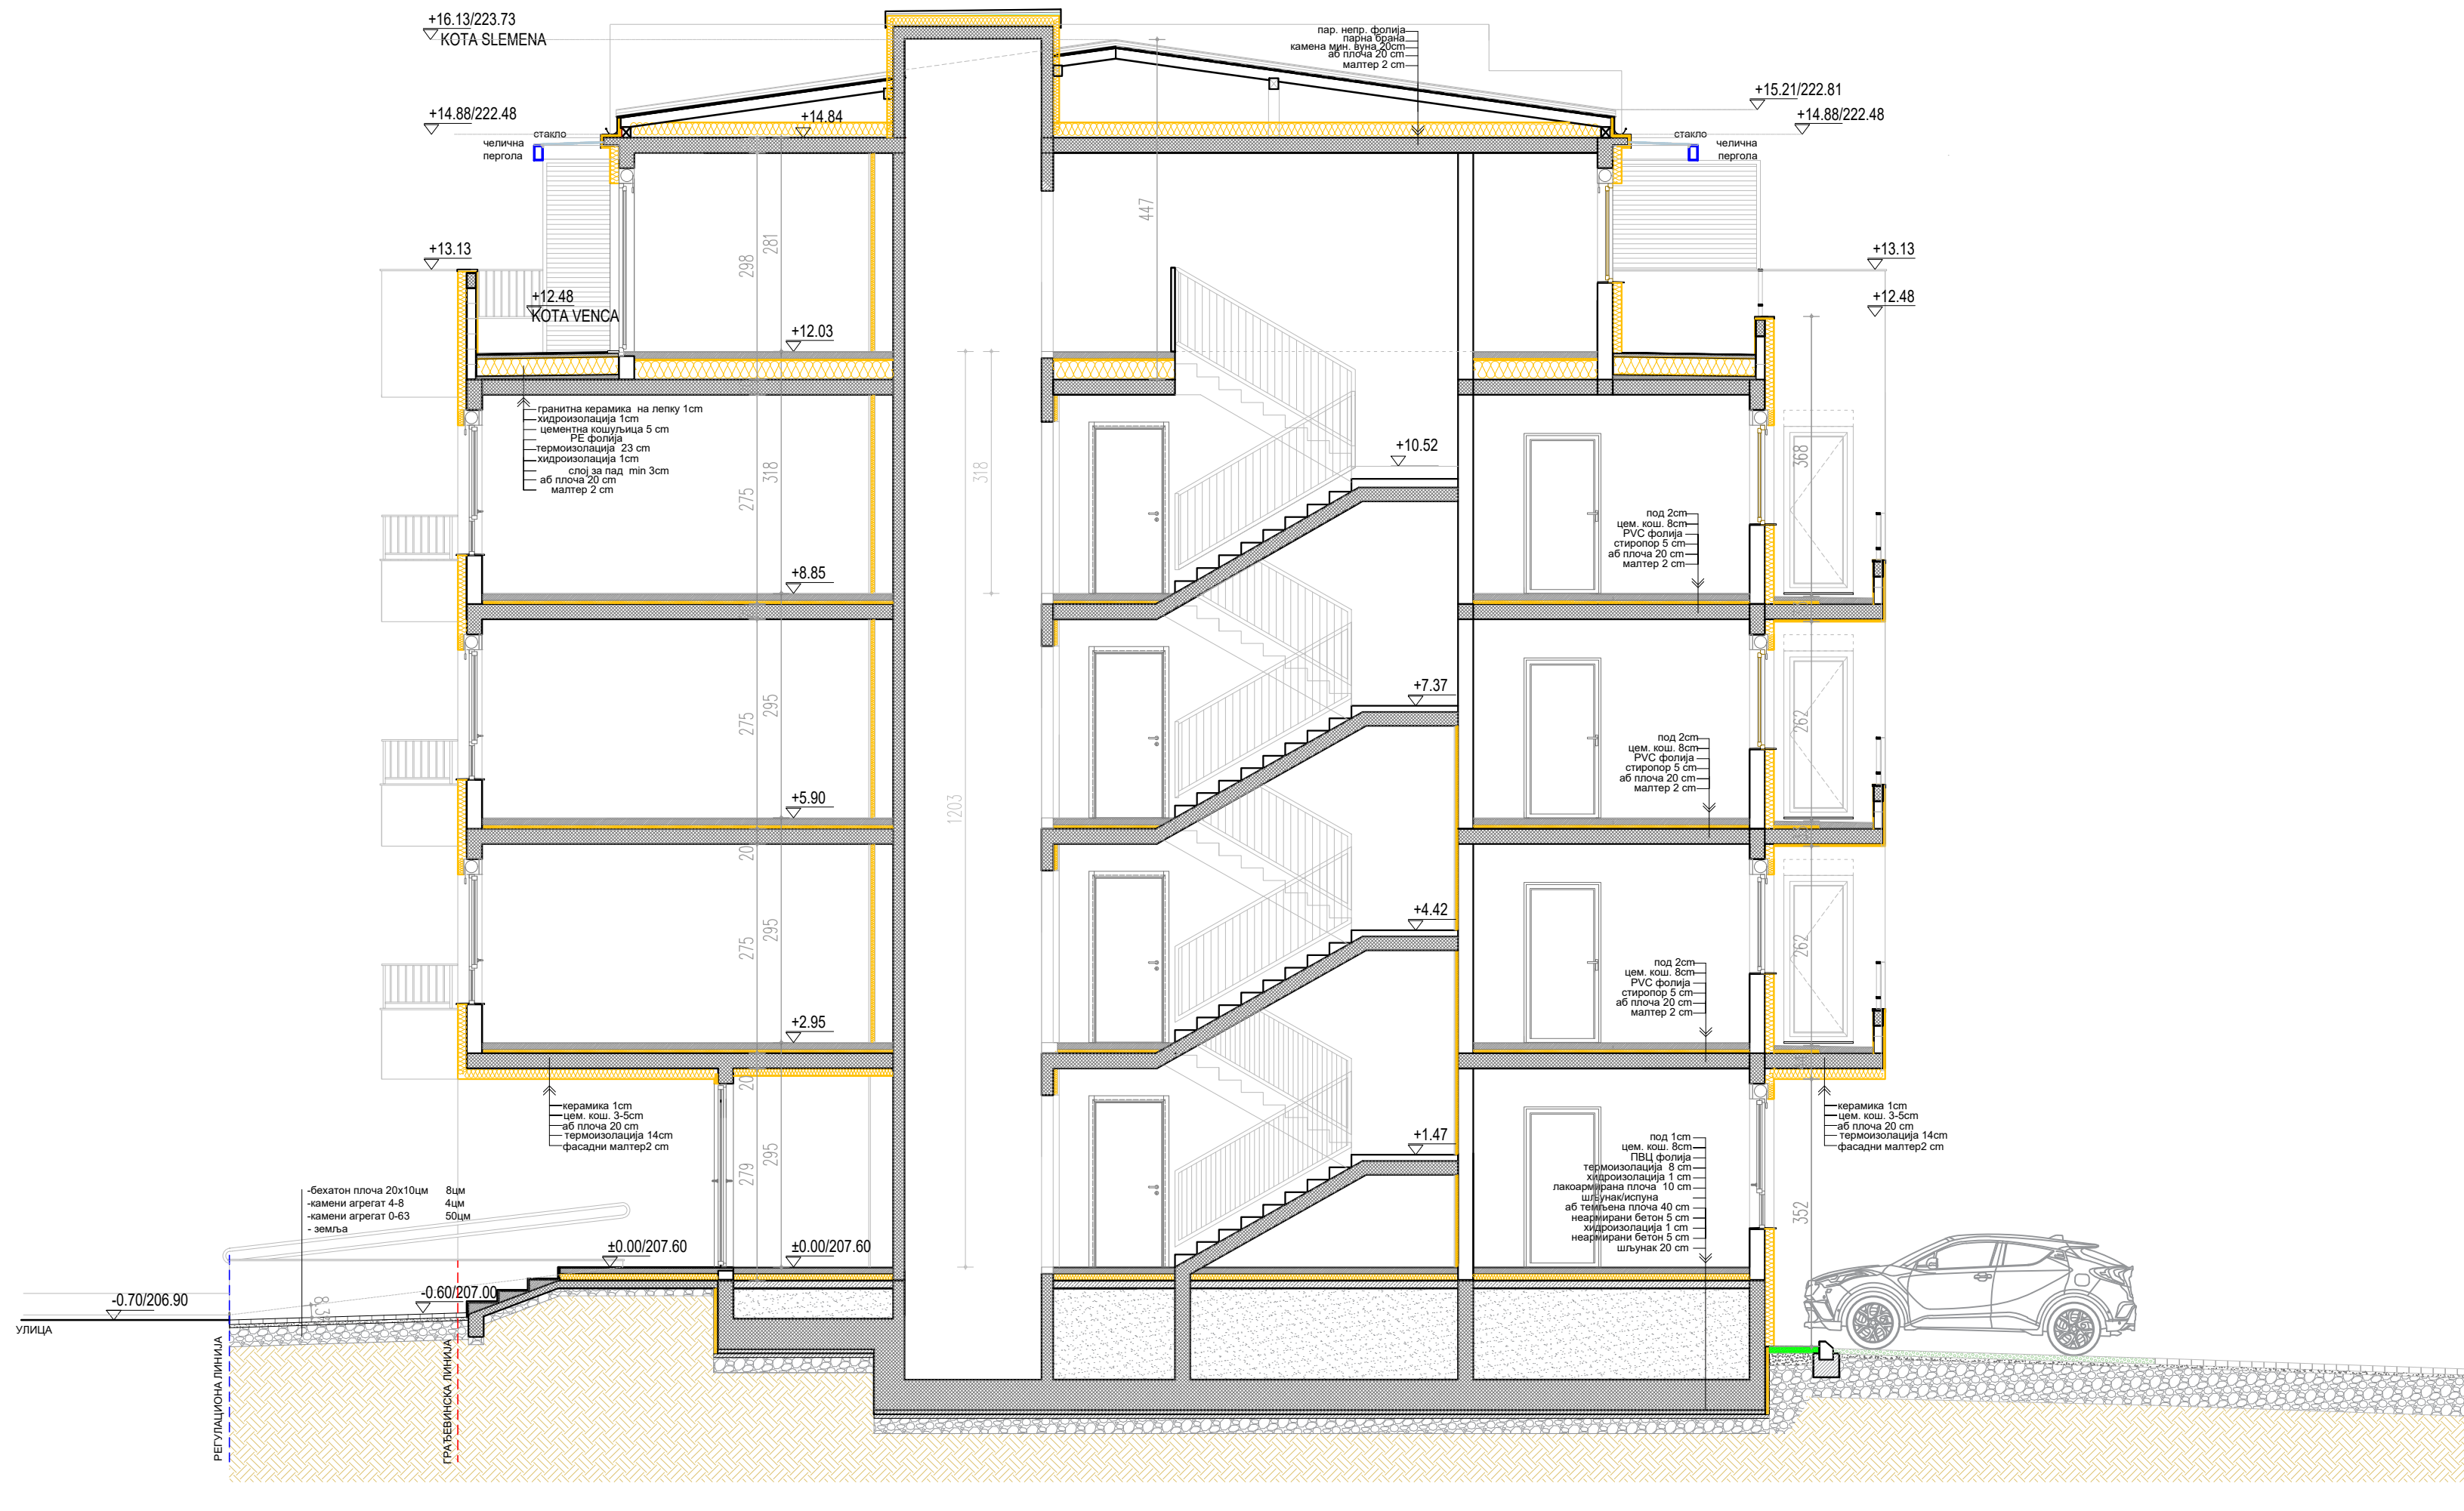 +16.13/223.73
KOTA SLEMENA
пар. непр. фолија
парна брана
камена мин. вуна 20cm
аб плоча 20 cm
малтер 2 cm
+14.88/222.48
+14.84
+15.21/222.81
+14.88/222.48
стакло
челична
пергола
стакло
челична
пергола
447
281
298
+13.13
+13.13
+12.48
KOTA VENCA
+12.48
+12.03
гранитна керамика на лепку 1cm
хидроизолација 1cm
цементна кошуљица 5 cm
PE фолија
термоизолација 23 cm
хидроизолација 1cm
слој за пад min 3cm
аб плоча 20 cm
малтер 2 cm
318
275
318
+10.52
368
под 2cm
цем. кош. 8cm
PVC фолија
стиропор 5 cm
аб плоча 20 cm
малтер 2 cm
+8.85
+7.37
295
275
262
под 2cm
цем. кош. 8cm
PVC фолија
стиропор 5 cm
аб плоча 20 cm
малтер 2 cm
+5.90
1203
20
+4.42
295
275
262
под 2cm
цем. кош. 8cm
PVC фолија
стиропор 5 cm
аб плоча 20 cm
малтер 2 cm
+2.95
20
керамика 1cm
цем. кош. 3-5cm
аб плоча 20 cm
термоизолација 14cm
фасадни малтер2 cm
керамика 1cm
цем. кош. 3-5cm
аб плоча 20 cm
термоизолација 14cm
фасадни малтер2 cm
+1.47
295
279
352
под 1cm
цем. кош. 8cm
ПВЦ фолија
термоизолација 8 cm
хидроизолација 1 cm
лакоармирана плоча 10 cm
шљунак/испуна
аб темљена плоча 40 cm
неармирани бетон 5 cm
хидроизолација 1 cm
неармирани бетон 5 cm
шљунак 20 cm
-бехатон плоча 20x10цм 8цм
-камени агрегат 4-8 4цм
-камени агрегат 0-63 50цм
- земља
±0.00/207.60
±0.00/207.60
-0.70/206.90
-0.60/207.00
УЛИЦА
РЕГУЛАЦИОНА ЛИНИЈА
ГРАЂЕВИНСКА ЛИНИЈА